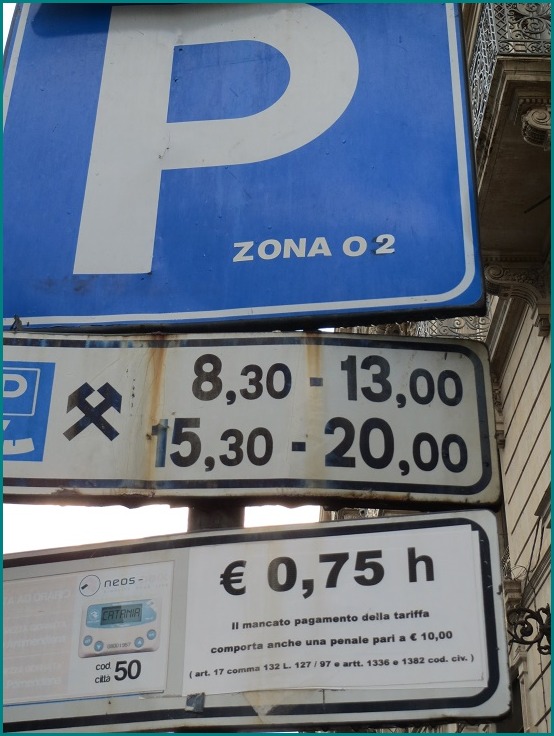 P
ZONA O 2
P
8,30 - 13,00
15,30 - 20,00
€ 0,75 h
neos-
CATANIA
cod.
città 50
Il mancato pagamento della tariffa
comporta anche una penale pari a € 10,00
( art. 17 comma 132 L. 127 / 97 e artt. 1336 e 1382 cod. civ. )